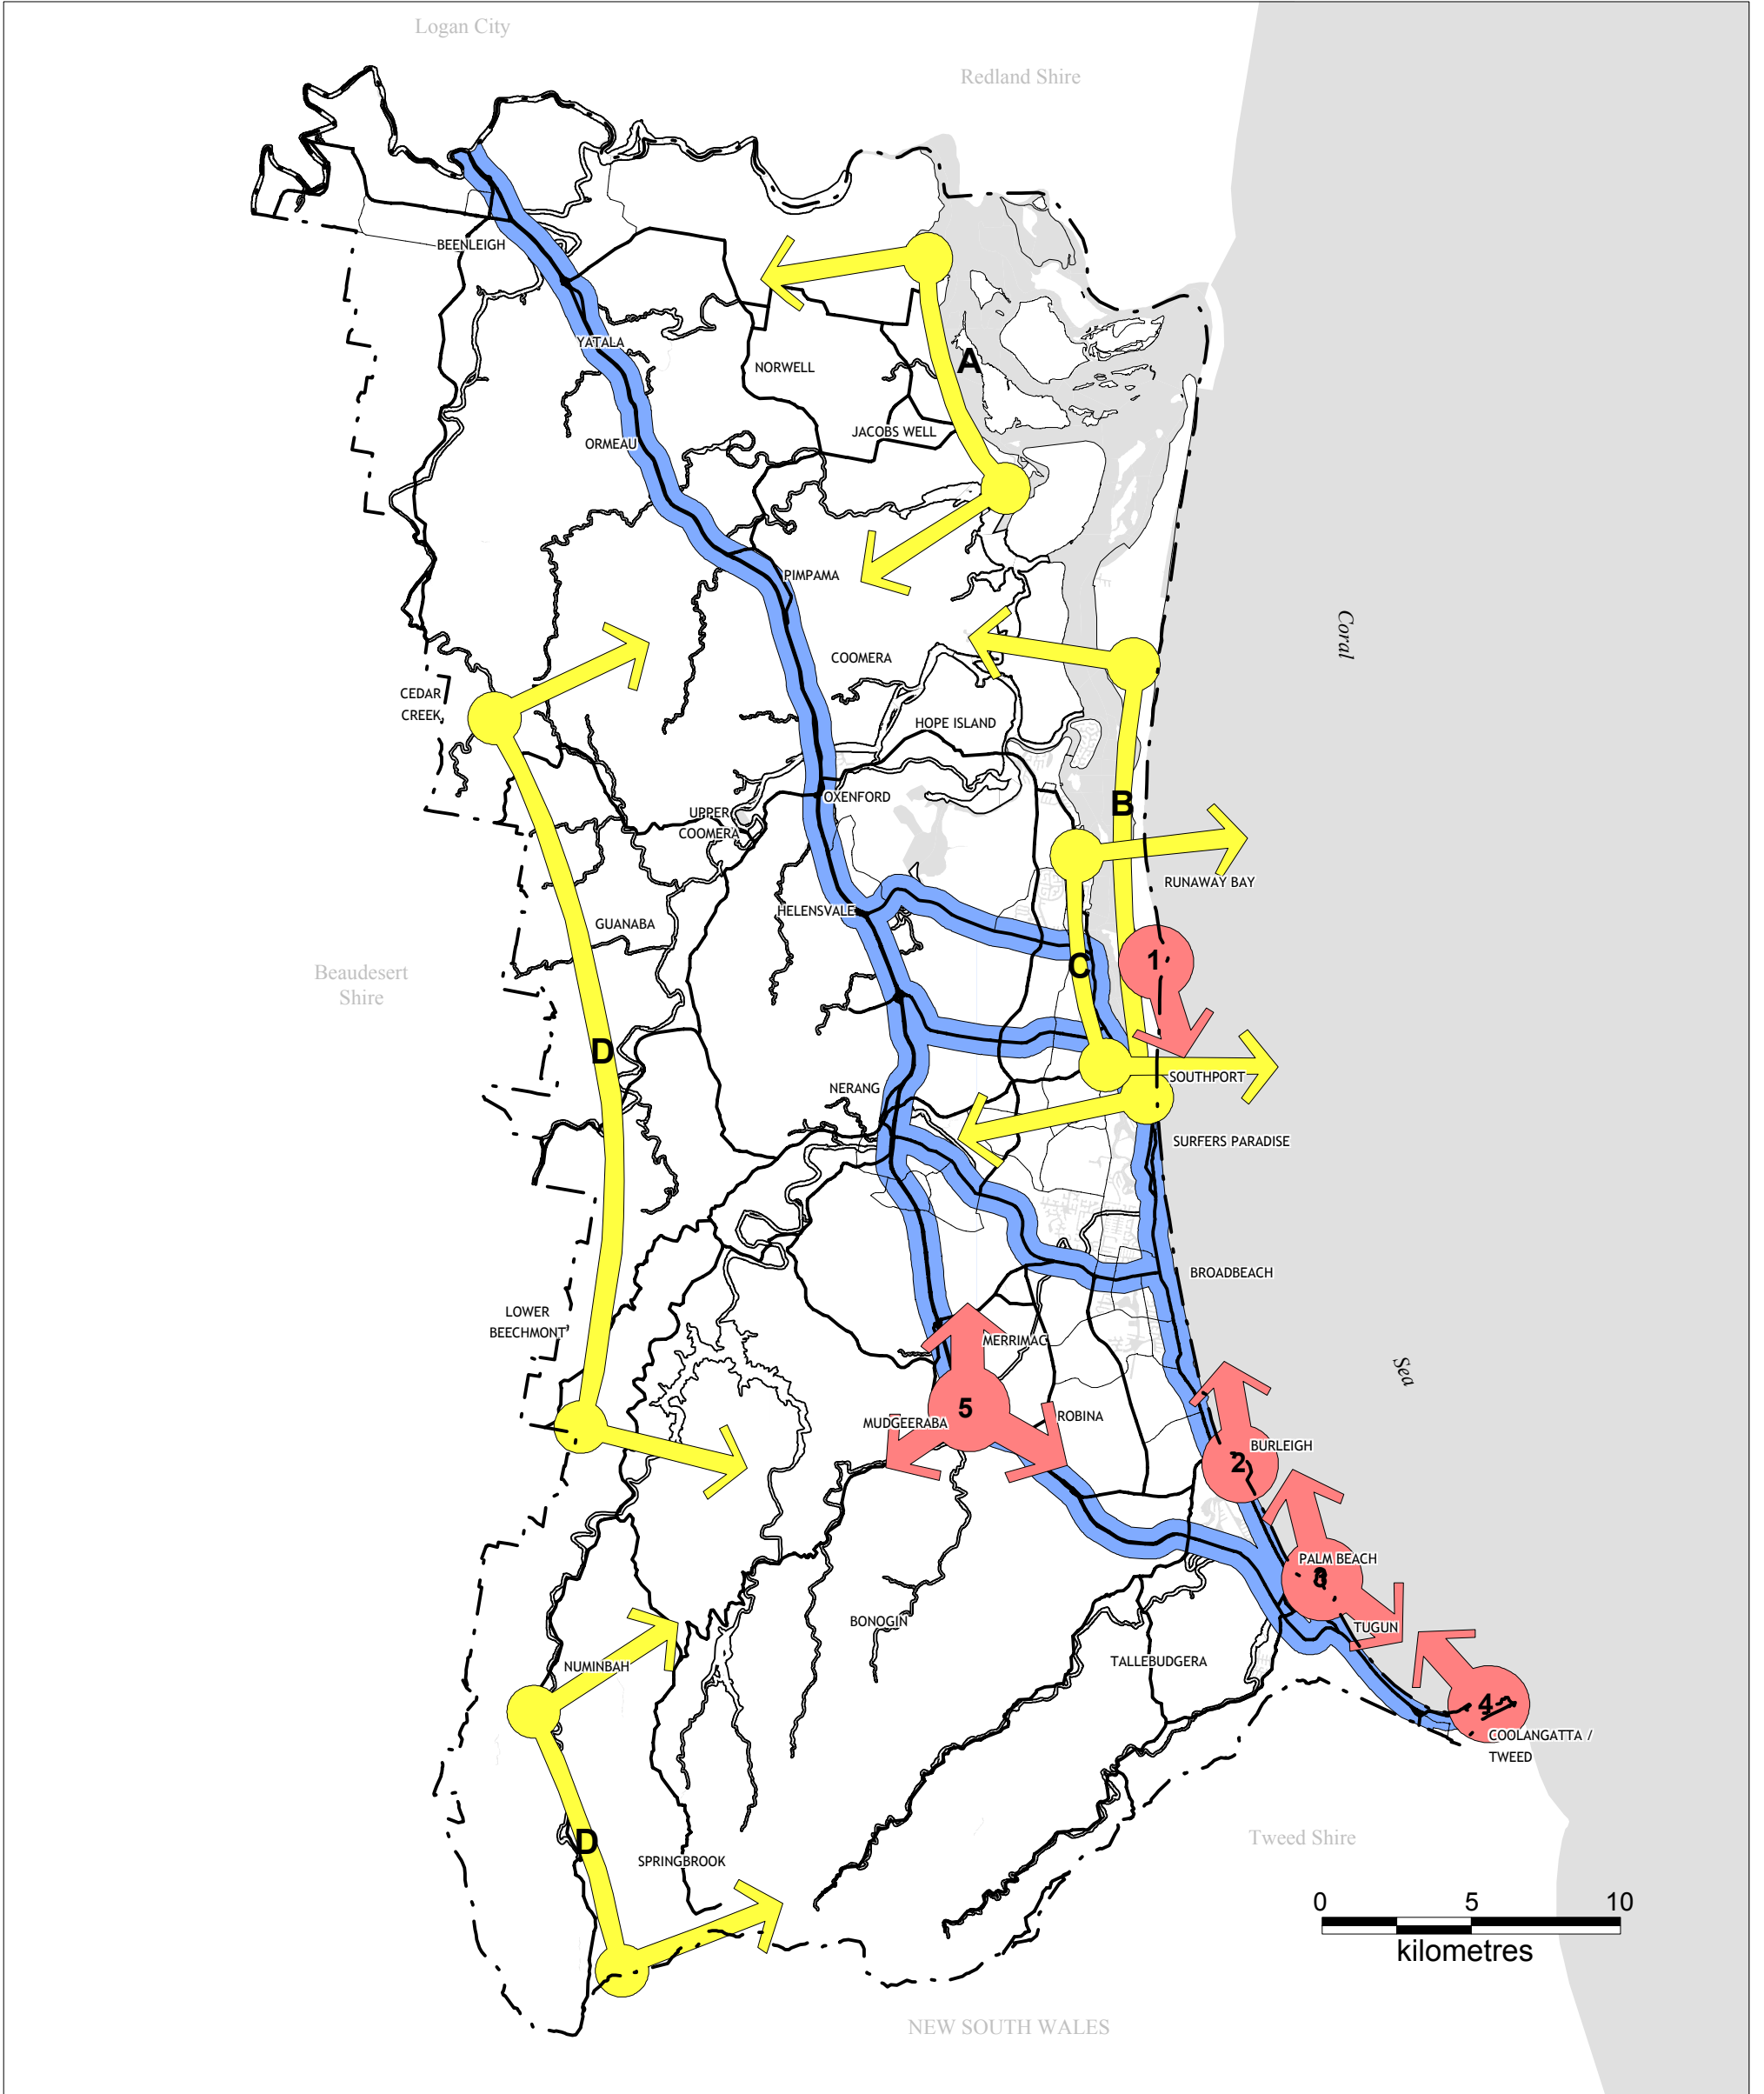 Logan City
Redland Shire
BEENLEIGH
YATALA
A
NORWELL
JACOBS WELL
ORMEAU
PIMPAMA
Coral
COOMERA
CEDAR
CREEK
HOPE ISLAND
OXENFORD
B
UPPER
COOMERA
RUNAWAY BAY
HELENSVALE
GUANABA
C
1
Beaudesert
Shire
D
SOUTHPORT
NERANG
SURFERS PARADISE
BROADBEACH
LOWER
BEECHMONT
MERRIMAC
Sea
5
MUDGEERABA
ROBINA
BURLEIGH
2
PALM BEACH
3
BONOGIN
TUGUN
TALLEBUDGERA
NUMINBAH
4
COOLANGATTA /
TWEED
D
Tweed Shire
SPRINGBROOK
0 5 10
kilometres
NEW SOUTH WALES